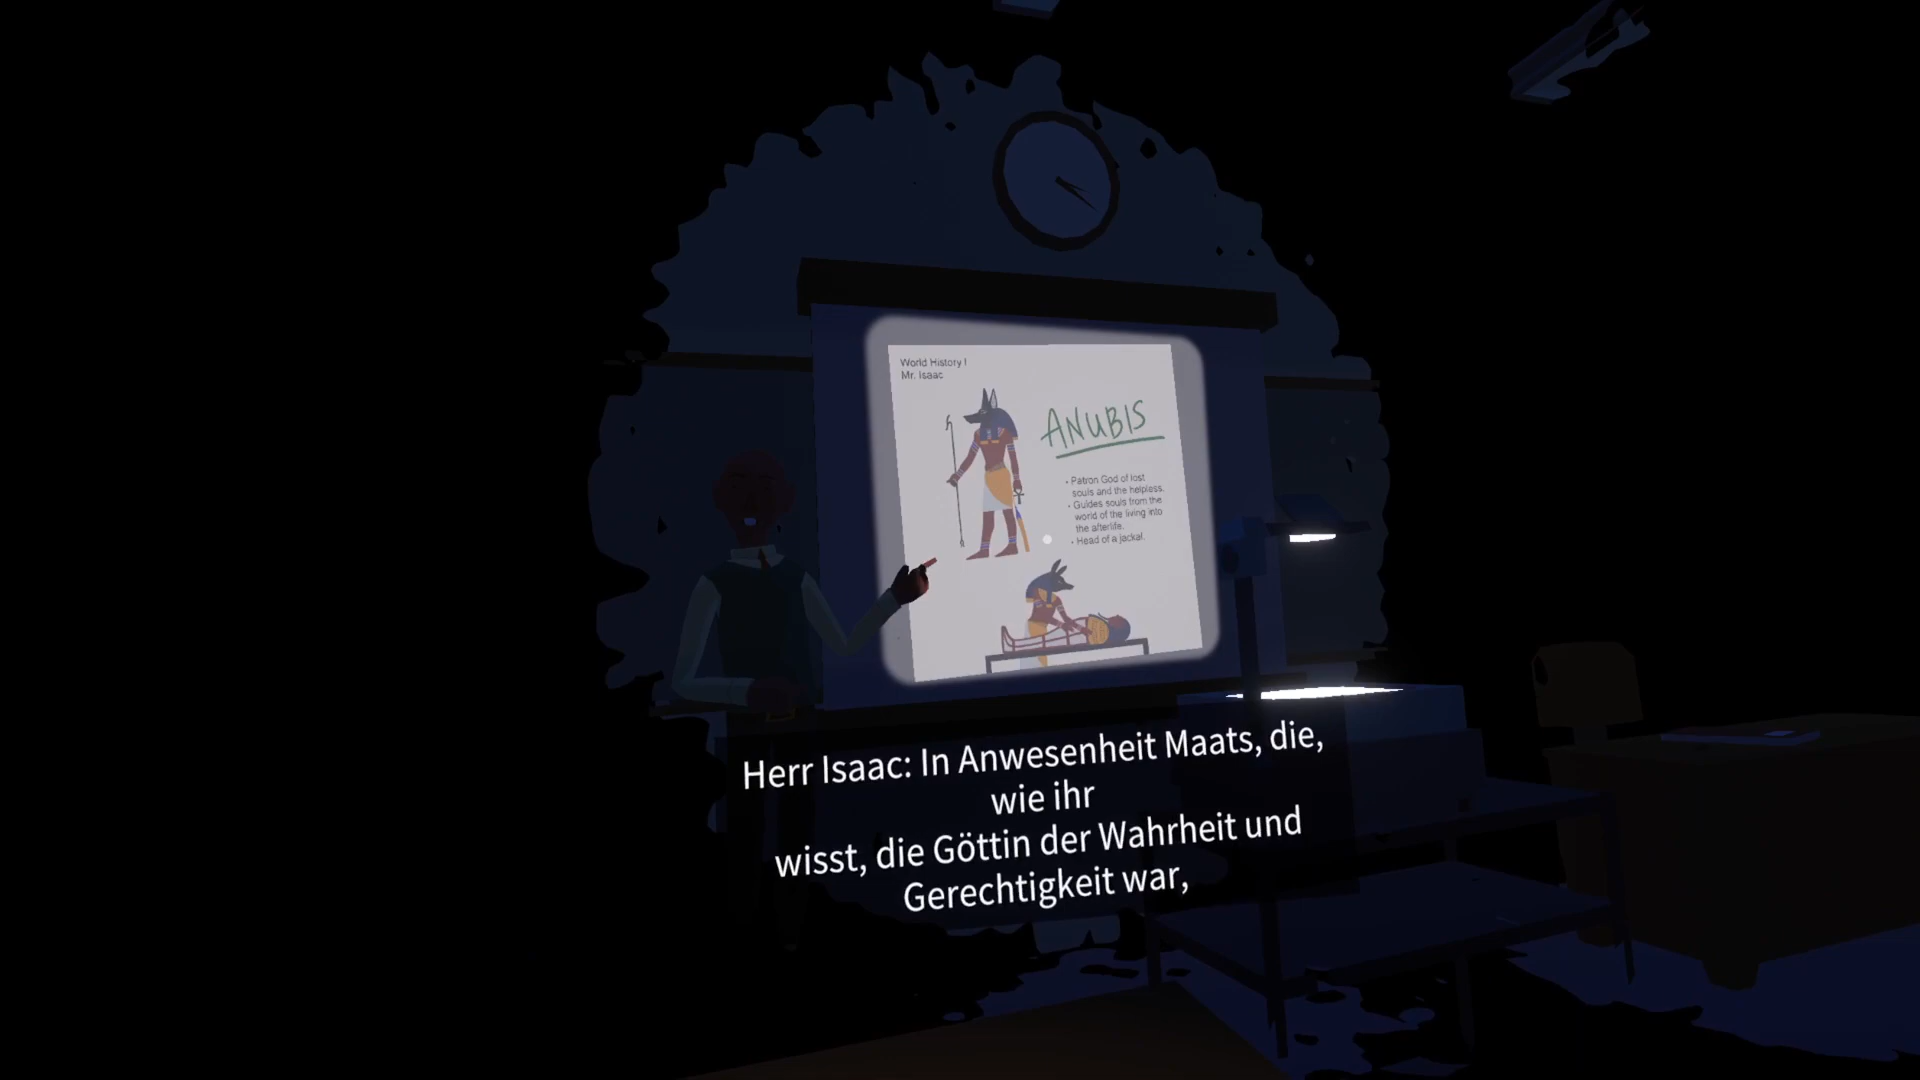 World History I
Mr. Isaac
ANUBIS
• Patron God of lost
souls and the helpless.
• Guides souls from the
world of the living into
the afterlife.
• Head of a jackal.
Herr Isaac: In Anwesenheit Maats, die,
wie ihr
wisst, die Göttin der Wahrheit und
Gerechtigkeit war,